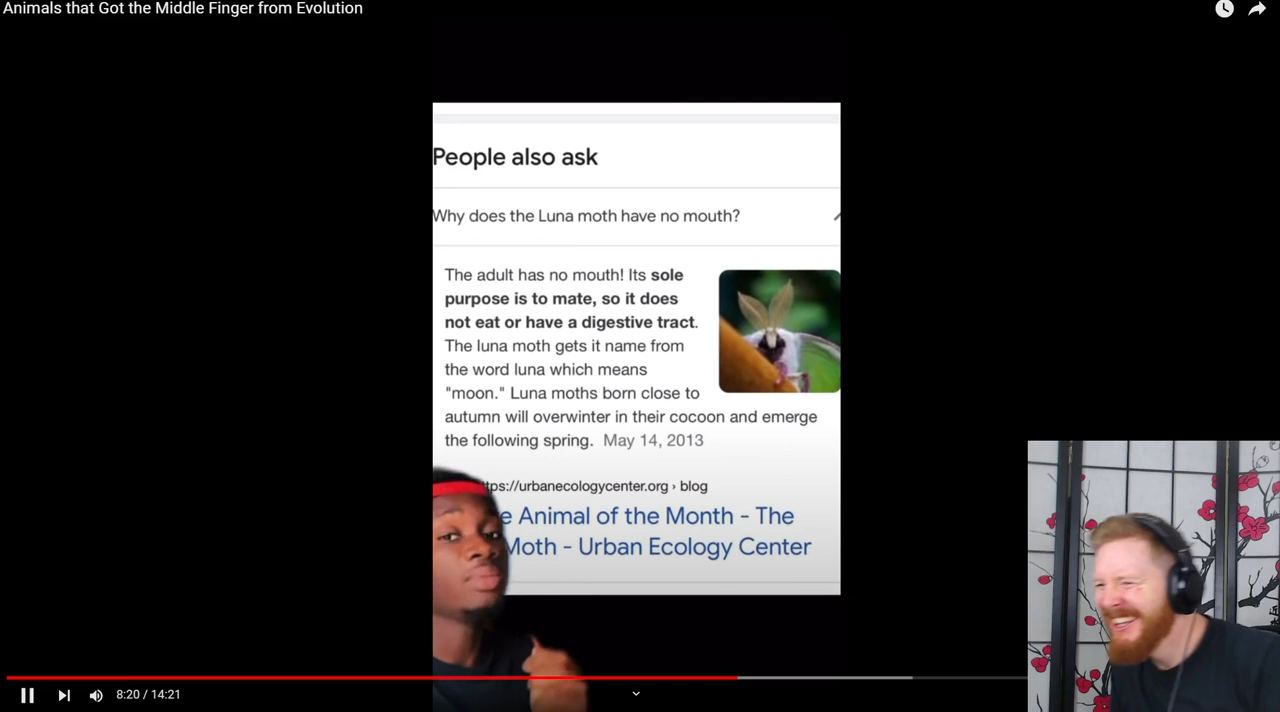 Animals that Got the Middle Finger from Evolution
People also ask
Why does the Luna moth have no mouth?
The adult has no mouth! Its sole
purpose is to mate, so it does
not eat or have a digestive tract.
The luna moth gets it name from
the word luna which means
"moon." Luna moths born close to
autumn will overwinter in their cocoon and emerge
the following spring. May 14, 2013
tps://urbanecologycenter.org › blog
e Animal of the Month - The
Moth - Urban Ecology Center
8:20 / 14:21